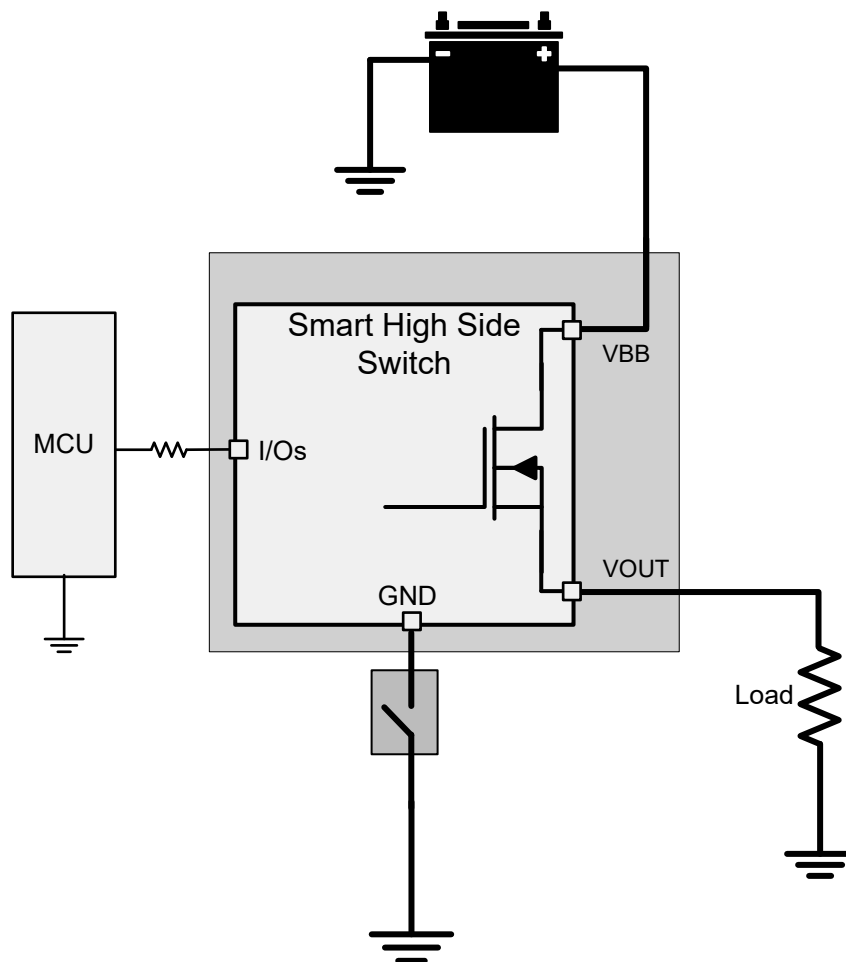 Smart High Side
Switch
VBB
MCU
I/Os
VOUT
GND
Load